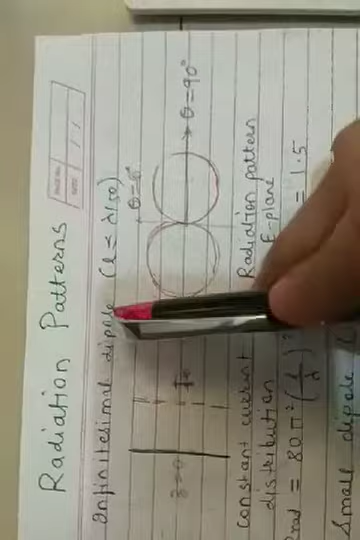 Radiation Patterns
Infinitesimal dipole (l = λ/50)
θ=0°
θ=90°
I₀
Constant current
distribution
Radiation pattern
E-plane
Rrad = 80π²(l/λ)²
= 1.5
Small dipole (